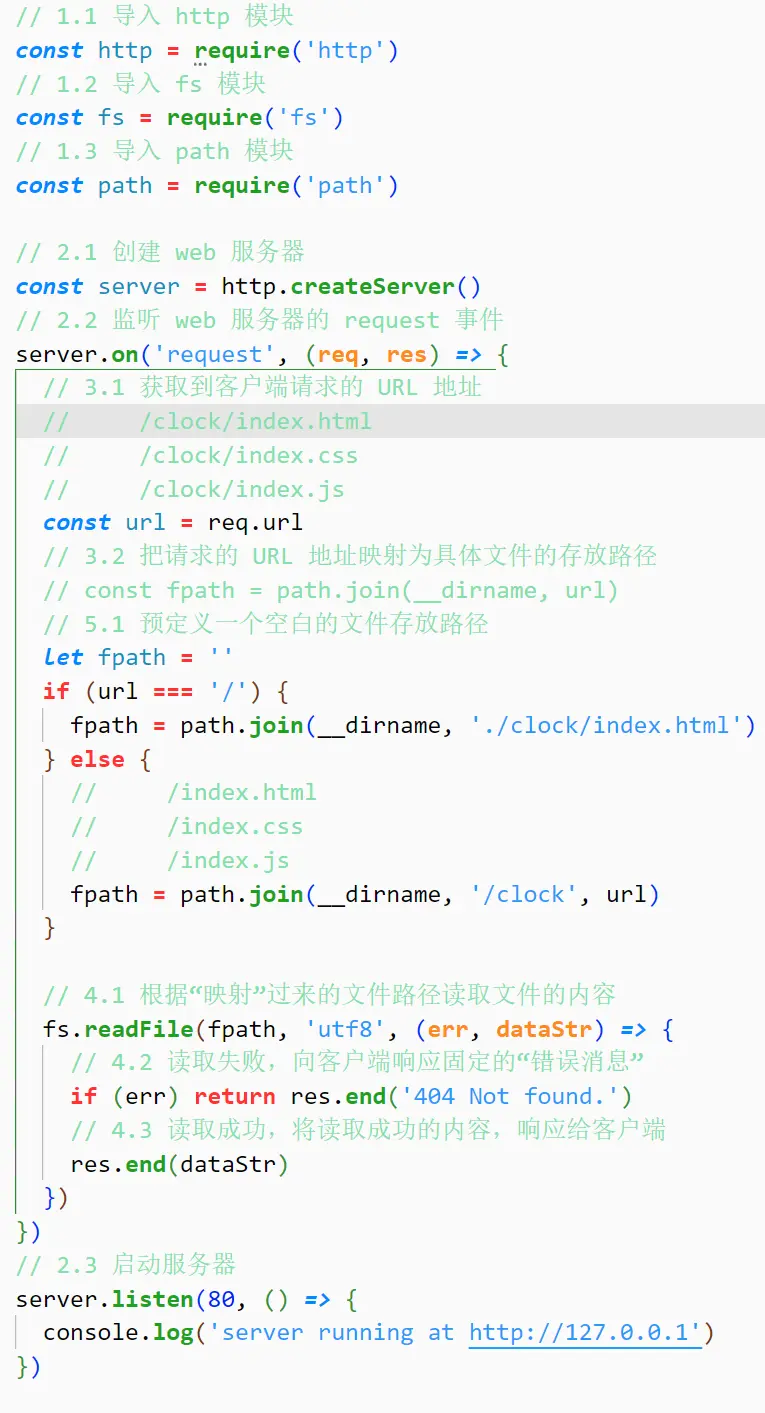 // 1.1 导入 http 模块
const http = require('http')
// 1.2 导入 fs 模块
const fs = require('fs')
// 1.3 导入 path 模块
const path = require('path')

// 2.1 创建 web 服务器
const server = http.createServer()
// 2.2 监听 web 服务器的 request 事件
server.on('request', (req, res) => {
  // 3.1 获取到客户端请求的 URL 地址
  //     /clock/index.html
  //     /clock/index.css
  //     /clock/index.js
  const url = req.url
  // 3.2 把请求的 URL 地址映射为具体文件的存放路径
  // const fpath = path.join(__dirname, url)
  // 5.1 预定义一个空白的文件存放路径
  let fpath = ''
  if (url === '/') {
    fpath = path.join(__dirname, './clock/index.html')
  } else {
    //     /index.html
    //     /index.css
    //     /index.js
    fpath = path.join(__dirname, '/clock', url)
  }

  // 4.1 根据“映射”过来的文件路径读取文件的内容
  fs.readFile(fpath, 'utf8', (err, dataStr) => {
    // 4.2 读取失败，向客户端响应固定的“错误消息”
    if (err) return res.end('404 Not found.')
    // 4.3 读取成功，将读取成功的内容，响应给客户端
    res.end(dataStr)
  })
})
// 2.3 启动服务器
server.listen(80, () => {
  console.log('server running at http://127.0.0.1')
})